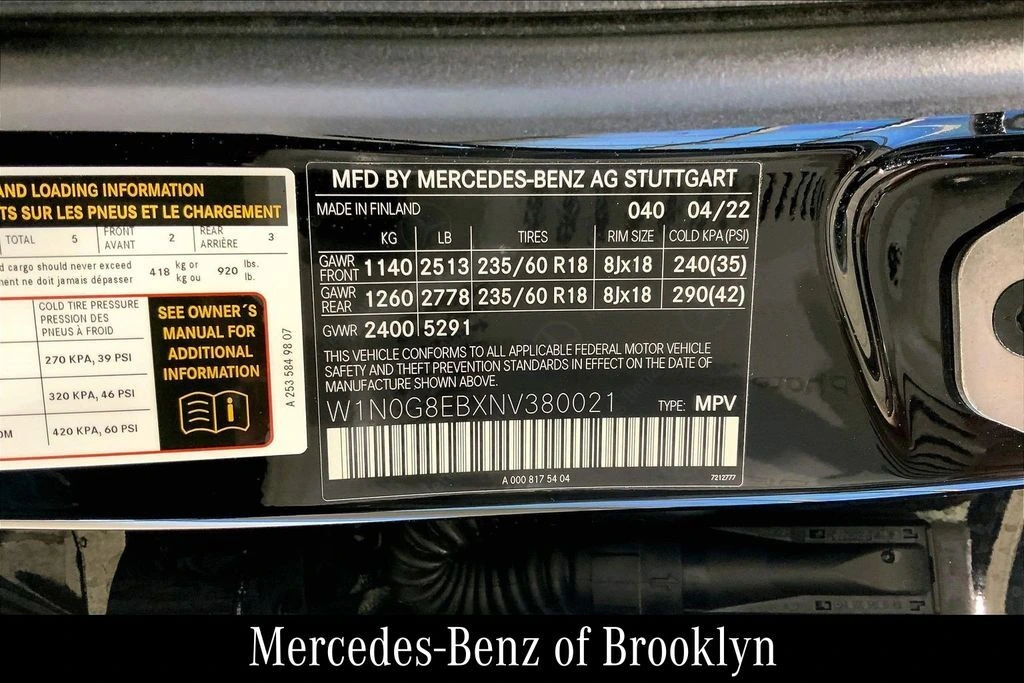 AND LOADING INFORMATION
TS SUR LES PNEUS ET LE CHARGEMENT
TOTAL 5 FRONT AVANT 2 REAR ARRIÈRE 3
d cargo should never exceed
ent ne doit jamais dépasser
418 kg or kg ou 920 lbs. lb.
COLD TIRE PRESSURE
PRESSION DES
PNEUS À FROID
270 KPA, 39 PSI
320 KPA, 46 PSI
420 KPA, 60 PSI
SEE OWNER´S
MANUAL FOR
ADDITIONAL
INFORMATION
A 253 584 98 07
MFD BY MERCEDES-BENZ AG STUTTGART
MADE IN FINLAND 040 04/22
KG LB TIRES RIM SIZE COLD KPA (PSI)
GAWR FRONT 1140 2513 235/60 R18 8Jx18 240(35)
GAWR REAR 1260 2778 235/60 R18 8Jx18 290(42)
GVWR 2400 5291
THIS VEHICLE CONFORMS TO ALL APPLICABLE FEDERAL MOTOR VEHICLE
SAFETY AND THEFT PREVENTION STANDARDS IN EFFECT ON THE DATE OF
MANUFACTURE SHOWN ABOVE.
W1N0G8EBXNV380021 TYPE: MPV
A 000 817 54 04 7212777
Mercedes-Benz of Brooklyn